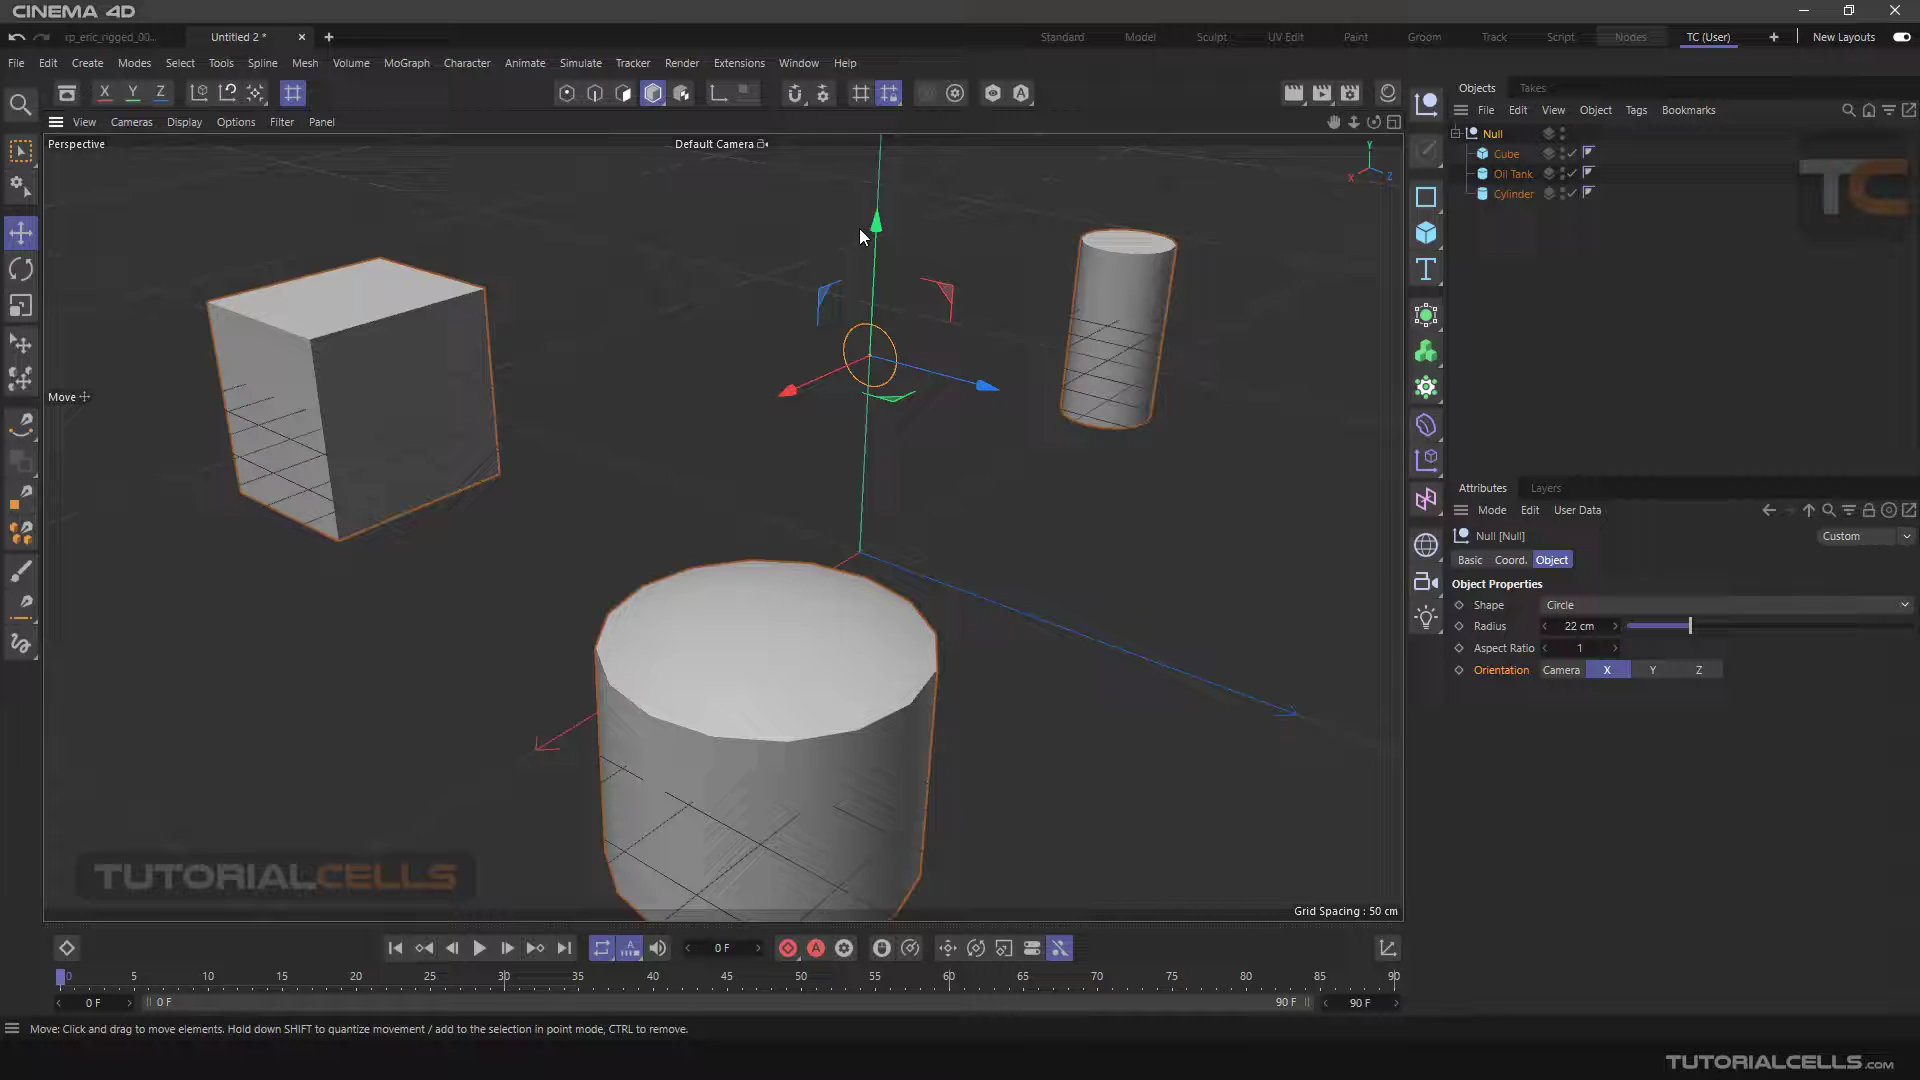 CINEMA 4D
rp_eric_rigged_00...
Untitled 2 *
Standard
Model
Sculpt
UV Edit
Paint
Groom
Track
Script
Nodes
TC (User)
New Layouts
File Edit Create Modes Select Tools Spline Mesh Volume MoGraph Character Animate Simulate Tracker Render Extensions Window Help
X Y Z
Objects Takes
View Cameras Display Options Filter Panel
File Edit View Object Tags Bookmarks
Perspective
Default Camera
Y
X
Z
Null
Cube
Oil Tank
Cylinder
TC
Move
Attributes Layers
Mode Edit User Data
Null [Null]
Custom
Basic Coord. Object
Object Properties
Shape Circle
Radius 22 cm
Aspect Ratio 1
Orientation Camera X Y Z
TUTORIALCELLS
Grid Spacing : 50 cm
0 F
0 5 10 15 20 25 30 35 40 45 50 55 60 65 70 75 80 85 90
0 F 0 F 90 F 90 F
Move: Click and drag to move elements. Hold down SHIFT to quantize movement / add to the selection in point mode, CTRL to remove.
TUTORIALCELLS.COM